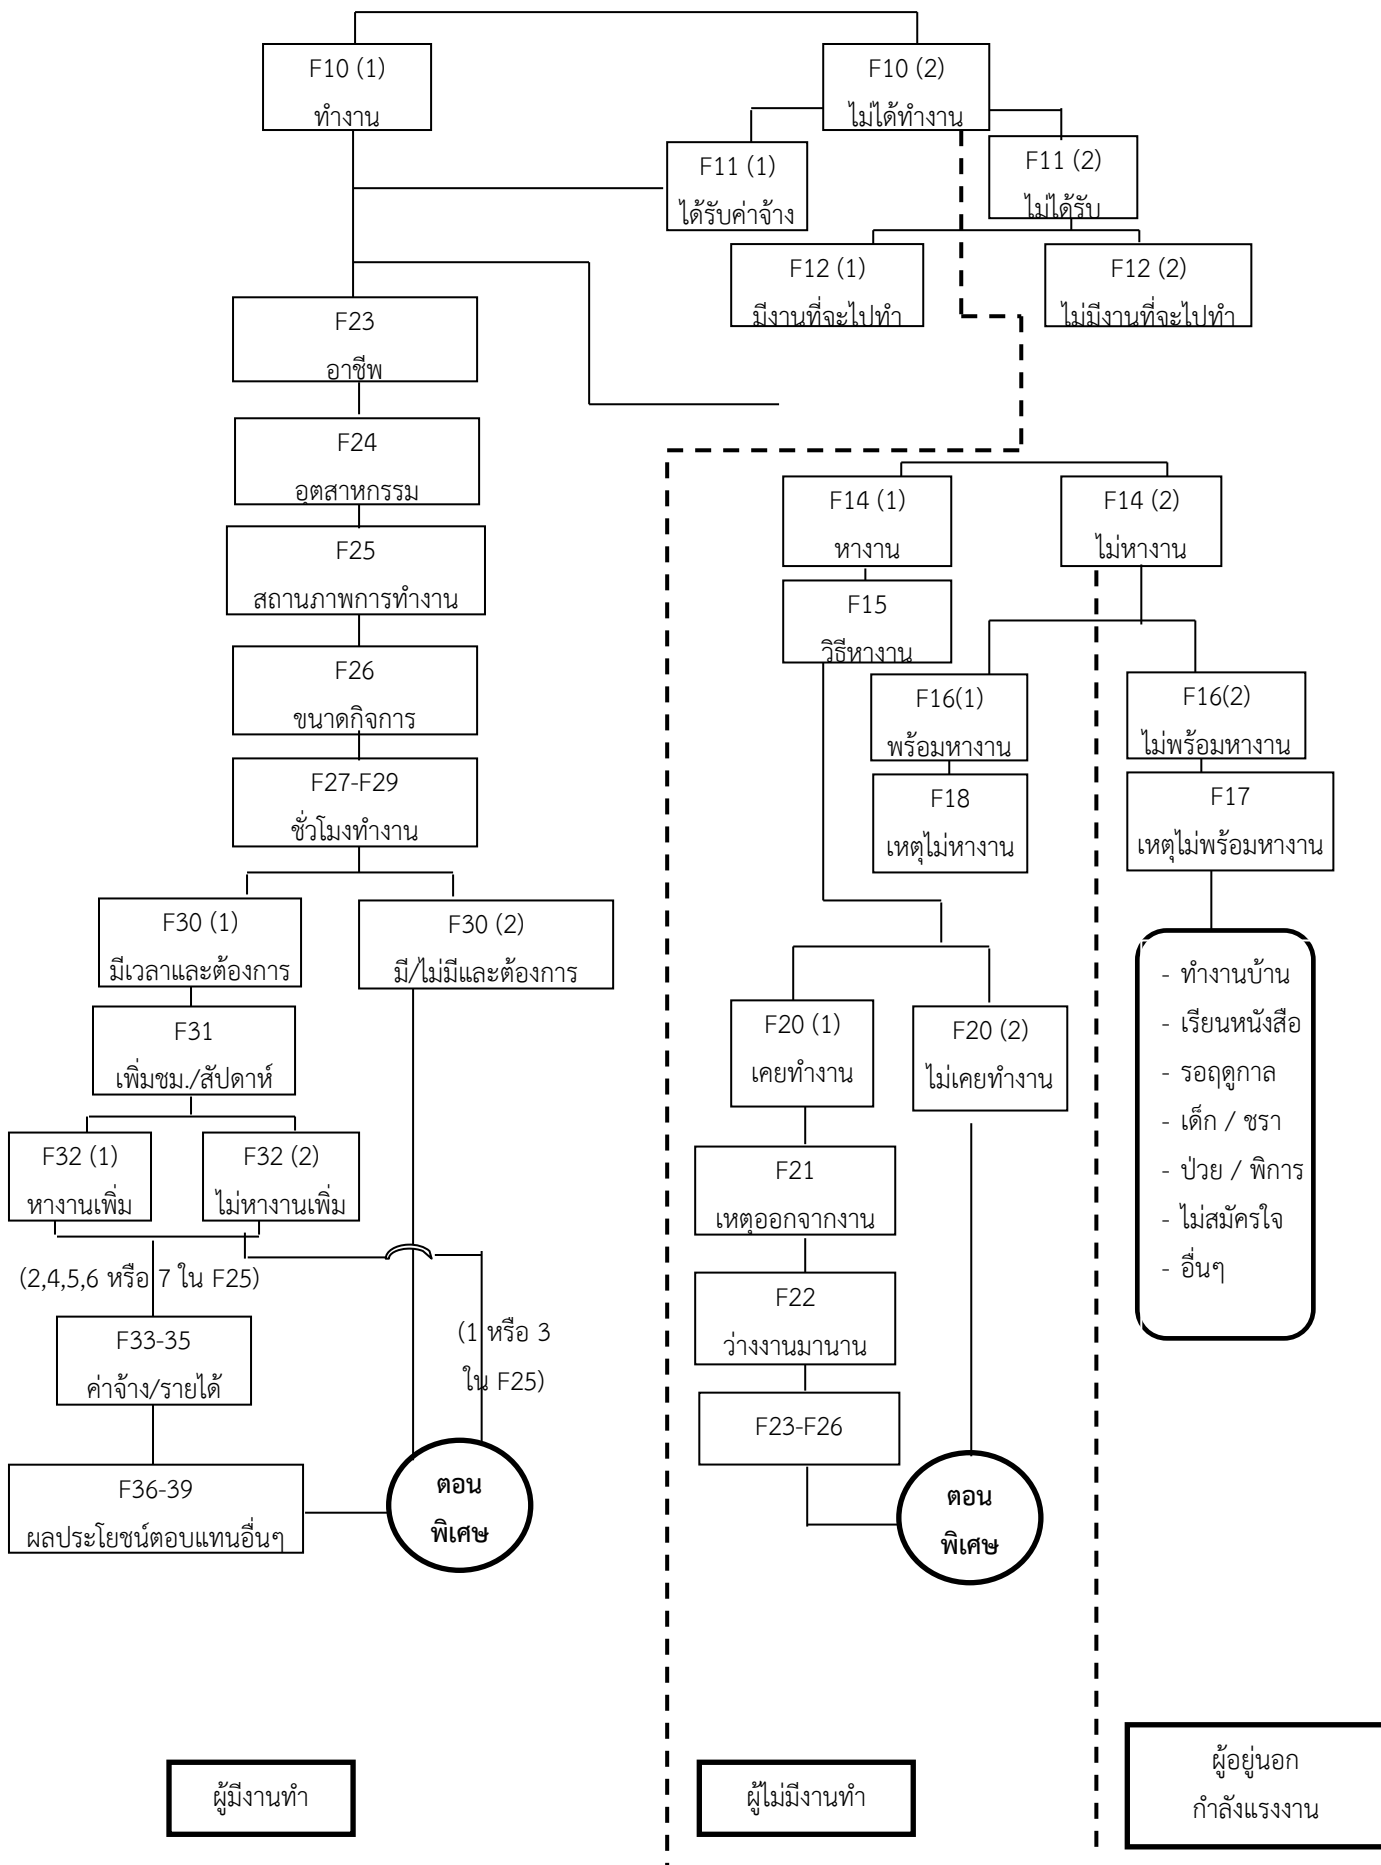 F10 (1)
ทำงาน
F10 (2)
ไม่ได้ทำงาน
F11 (1)
ได้รับค่าจ้าง
F11 (2)
ไม่ได้รับ
F12 (1)
มีงานที่จะไปทำ
F12 (2)
ไม่มีงานที่จะไปทำ
F23
อาชีพ
F24
อุตสาหกรรม
F25
สถานภาพการทำงาน
F26
ขนาดกิจการ
F27-F29
ชั่วโมงทำงาน
F30 (1)
มีเวลาและต้องการ
F30 (2)
มี/ไม่มีและต้องการ
F31
เพิ่มชม./สัปดาห์
F32 (1)
หางานเพิ่ม
F32 (2)
ไม่หางานเพิ่ม
(2,4,5,6 หรือ 7 ใน F25)
(1 หรือ 3
ใน F25)
F33-35
ค่าจ้าง/รายได้
F36-39
ผลประโยชน์ตอบแทนอื่นๆ
ตอน
พิเศษ
F14 (1)
หางาน
F14 (2)
ไม่หางาน
F15
วิธีหางาน
F16(1)
พร้อมหางาน
F16(2)
ไม่พร้อมหางาน
F18
เหตุไม่หางาน
F17
เหตุไม่พร้อมหางาน
F20 (1)
เคยทำงาน
F20 (2)
ไม่เคยทำงาน
F21
เหตุออกจากงาน
F22
ว่างงานมานาน
F23-F26
ตอน
พิเศษ
- ทำงานบ้าน
- เรียนหนังสือ
- รอฤดูกาล
- เด็ก / ชรา
- ป่วย / พิการ
- ไม่สมัครใจ
- อื่นๆ
ผู้มีงานทำ
ผู้ไม่มีงานทำ
ผู้อยู่นอก
กำลังแรงงาน